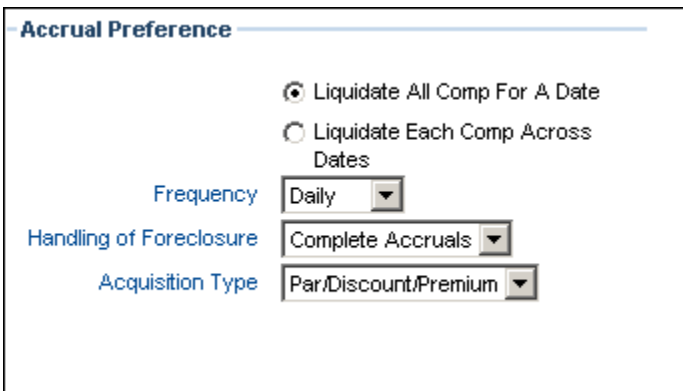 Accrual Preference
Liquidate All Comp For A Date
Liquidate Each Comp Across
Dates
Frequency Daily
Handling of Foreclosure Complete Accruals
Acquisition Type Par/Discount/Premium